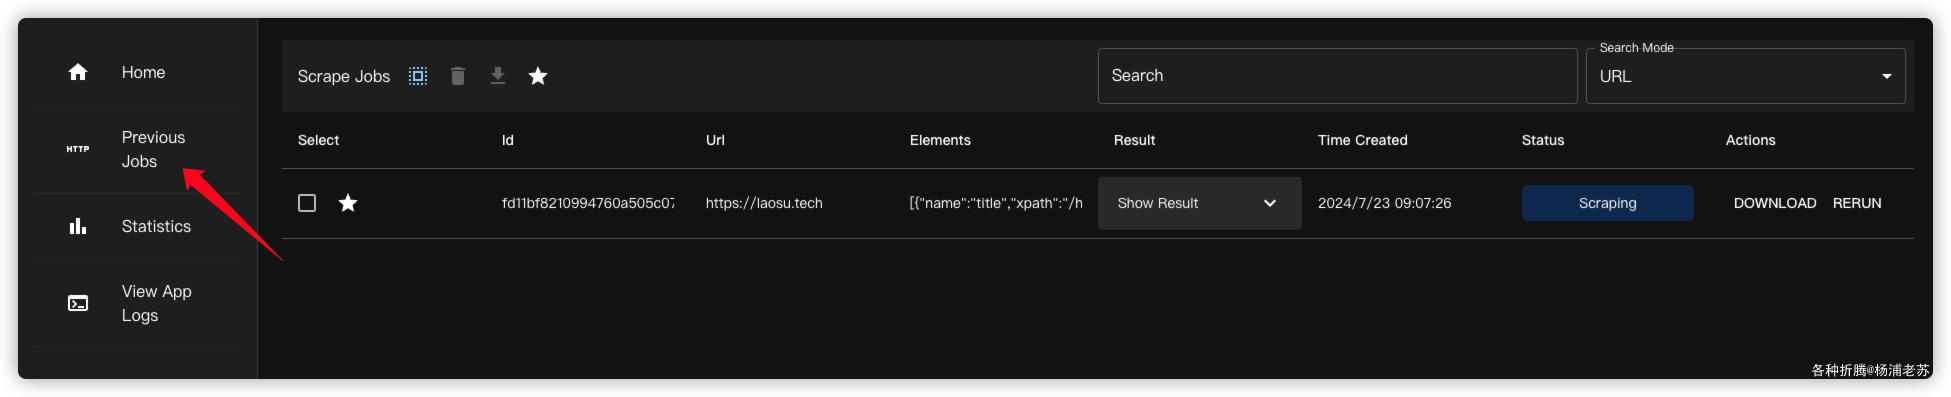 Home
Previous
Jobs
HTTP
Statistics
View App
Logs
Scrape Jobs
Search
Search Mode
URL
Select Id Url Elements Result Time Created Status Actions
fd11bf8210994760a505c07 https://laosu.tech [{"name":"title","xpath":"/h Show Result 2024/7/23 09:07:26 Scraping DOWNLOAD RERUN
各种折腾@杨浦老苏